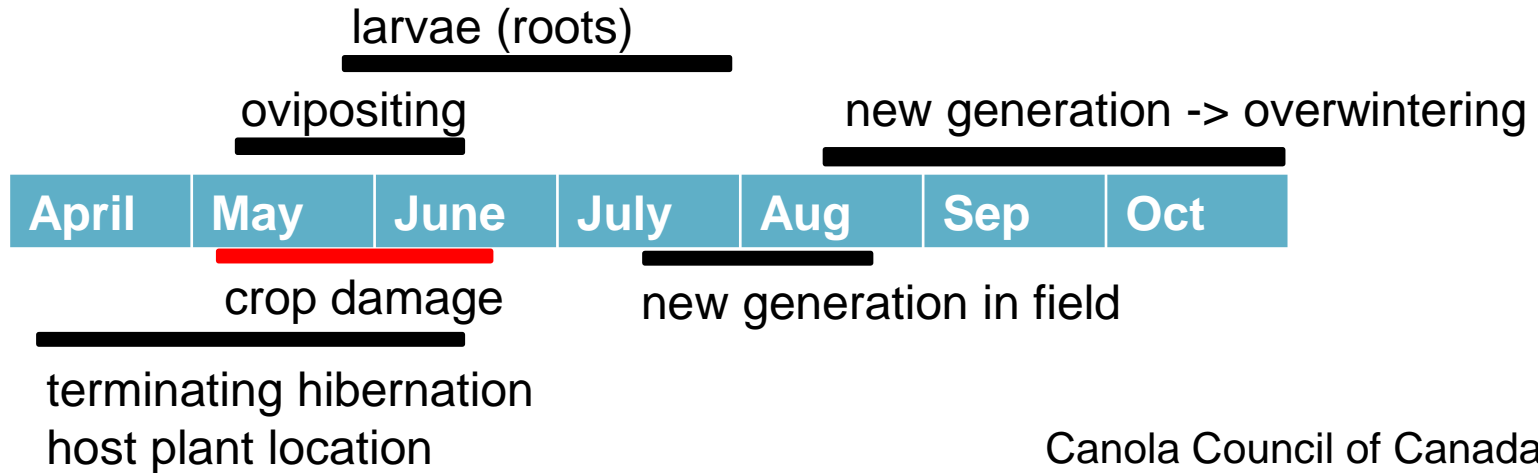 larvae (roots)
ovipositing
new generation -> overwintering
April May June July Aug Sep Oct
crop damage
new generation in field
terminating hibernation
host plant location
Canola Council of Canada